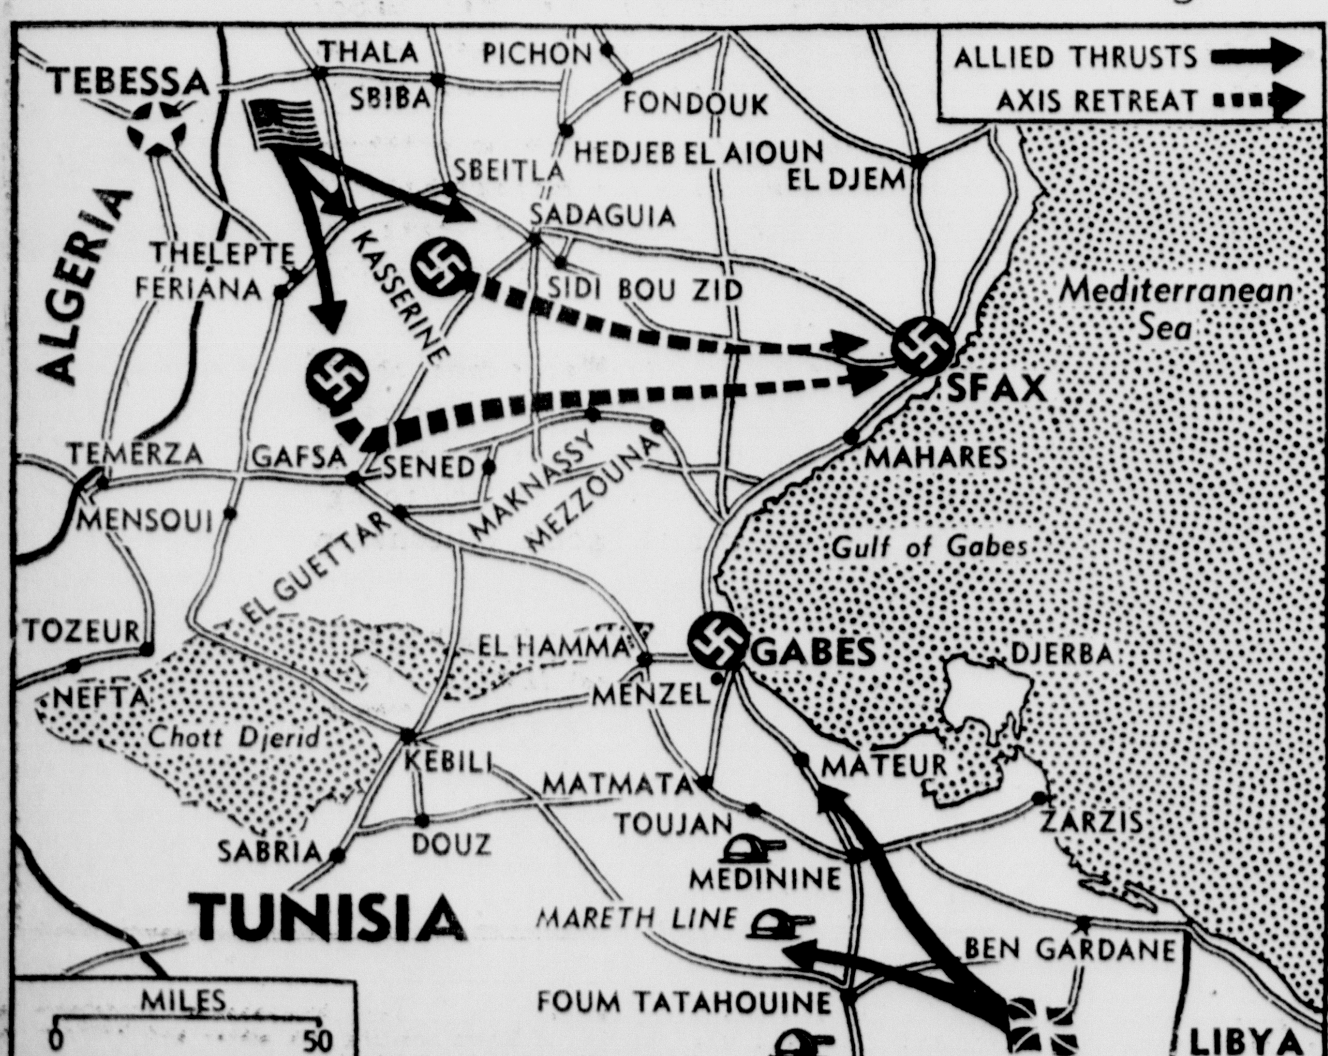 ALLIED THRUSTS
AXIS RETREAT
THALA
PICHON
TEBESSA
SBIBA
FONDOUK
HEDJEB EL AIOUN
SBEITLA
EL DJEM
SADAGUIA
ALGERIA
THELEPTE
FERIANA
KASSERINE
SIDI BOU ZID
Mediterranean
Sea
SFAX
TEMERZA
GAFSA
SENED
MAKNASSY
MEZZOUNA
MAHARES
MENSOUI
EL GUETTAR
Gulf of Gabes
TOZEUR
EL HAMMA
GABES
DJERBA
NEFTA
MENZEL
Chott Djerid
KEBILI
MATEUR
MATMATA
TOUJAN
ZARZIS
SABRIA
DOUZ
MEDININE
TUNISIA
MARETH LINE
BEN GARDANE
MILES
0 50
FOUM TATAHOUINE
LIBYA